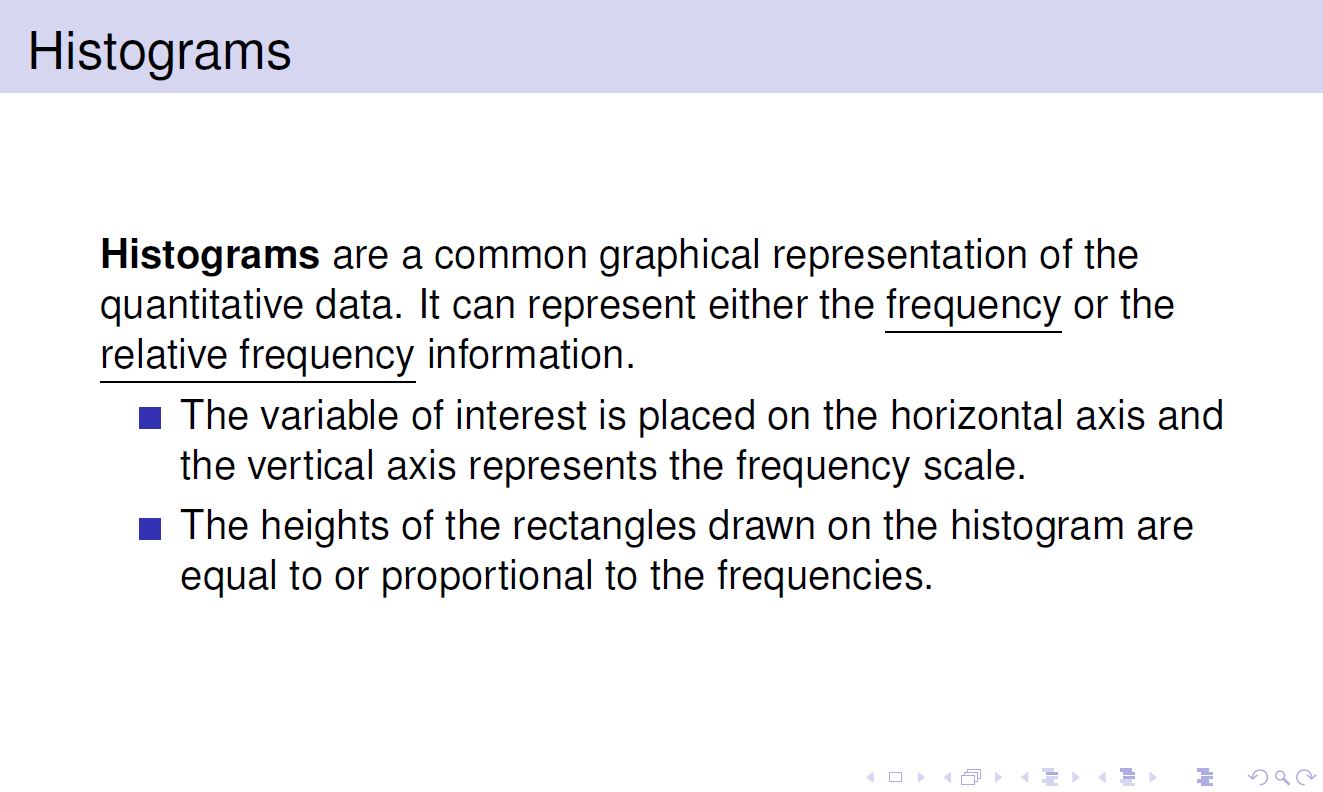 Histograms
Histograms are a common graphical representation of the
quantitative data. It can represent either the frequency or the
relative frequency information.
The variable of interest is placed on the horizontal axis and
the vertical axis represents the frequency scale.
The heights of the rectangles drawn on the histogram are
equal to or proportional to the frequencies.